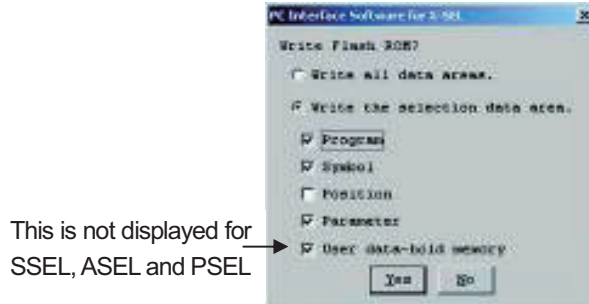 PC Interface Software for X-SEL
Write Flash ROM?
Write all data areas.
Write the selection data area.
Program
Symbol
Position
Parameter
This is not displayed for
SSEL, ASEL and PSEL
User data-hold memory
Yes No